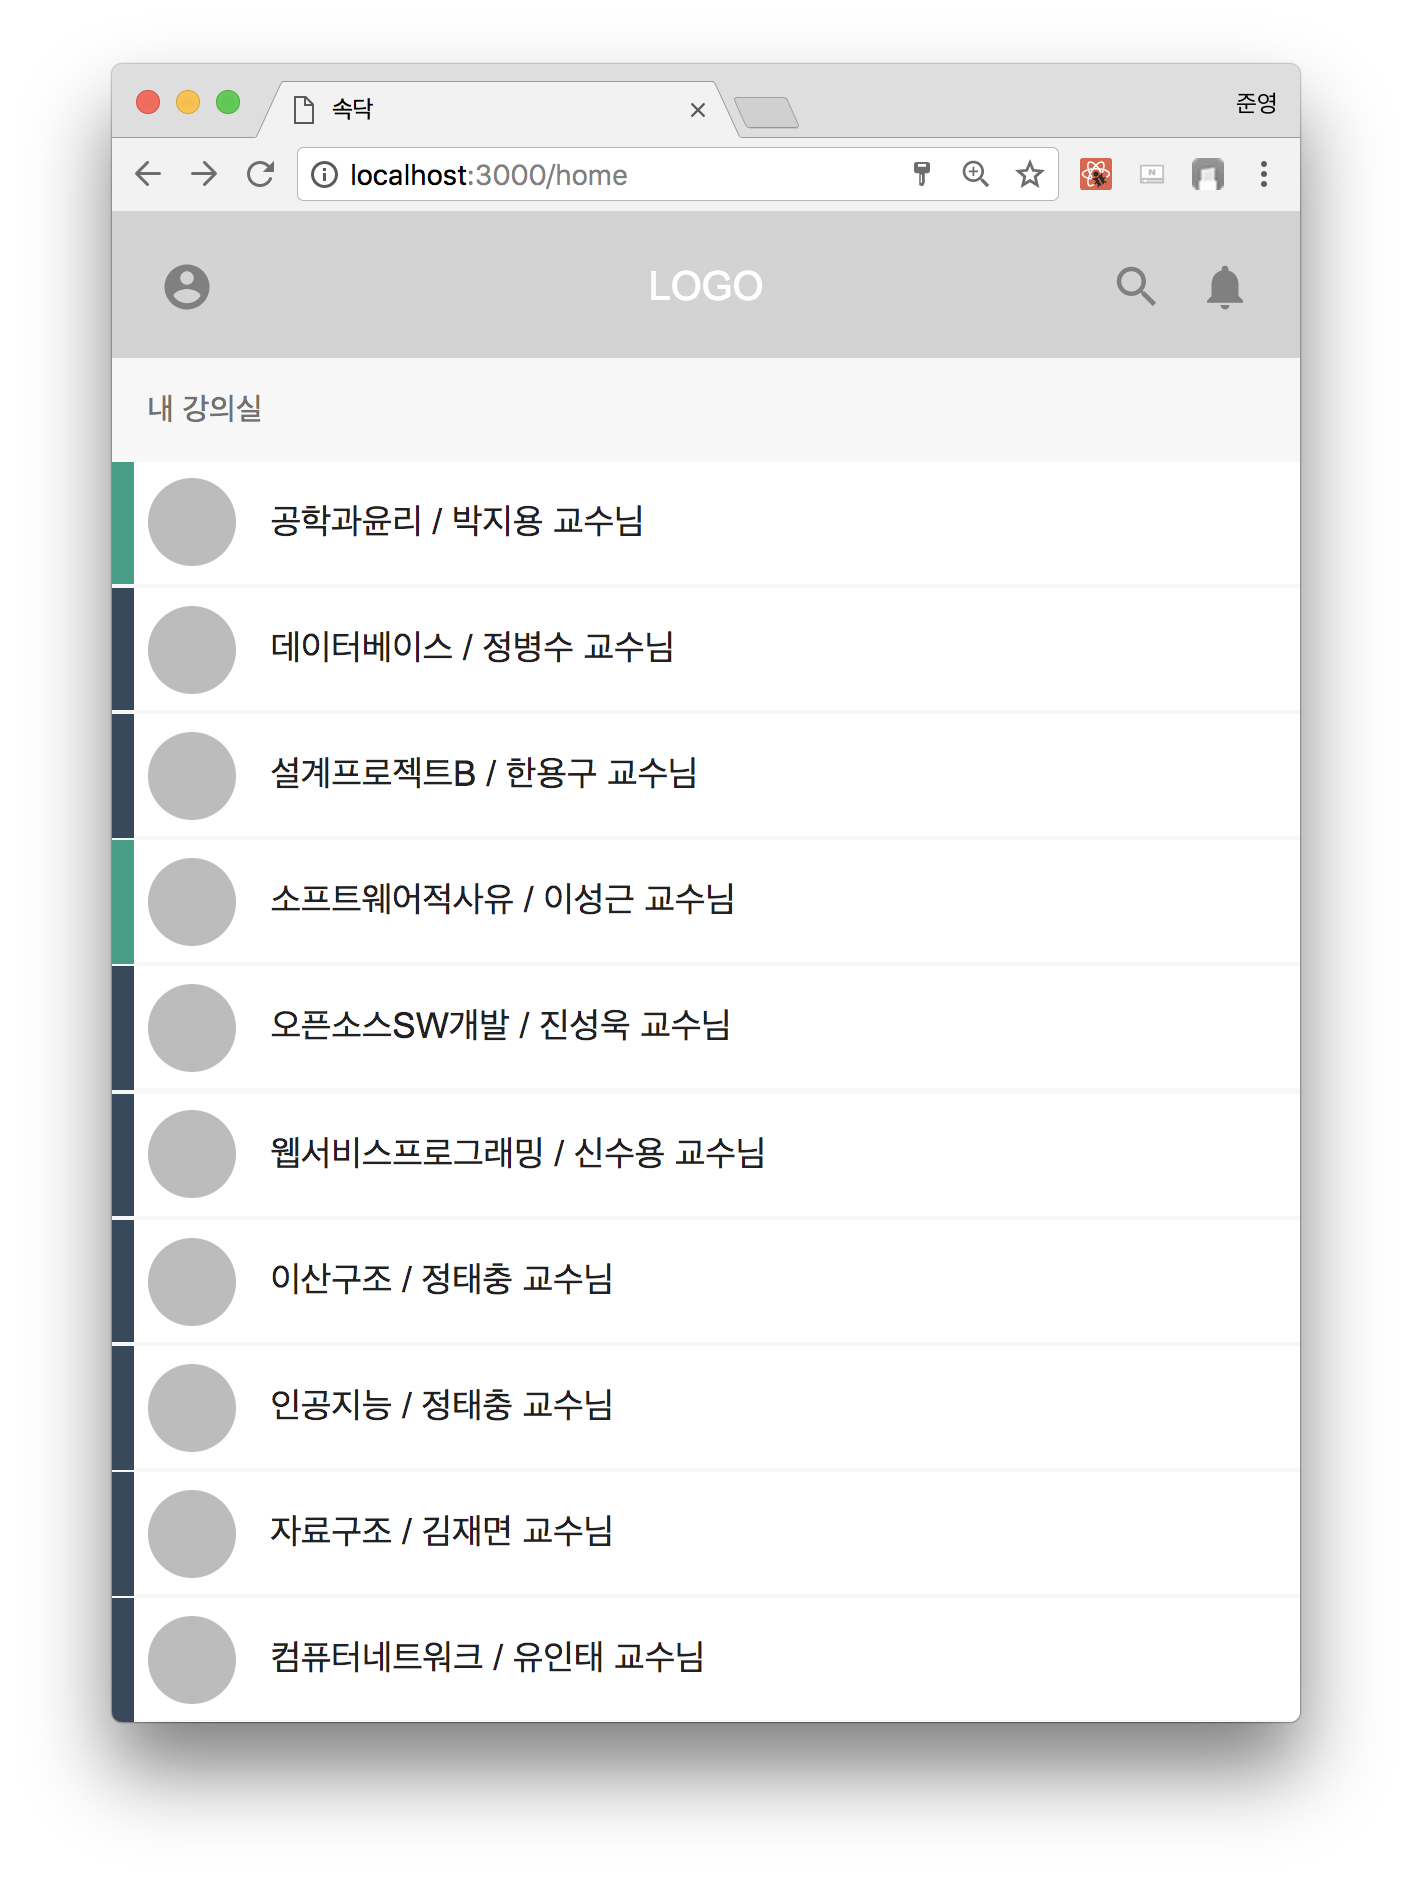 속닥
준영
localhost:3000/home
LOGO
내 강의실
공학과윤리 / 박지용 교수님
데이터베이스 / 정병수 교수님
설계프로젝트B / 한용구 교수님
소프트웨어적사유 / 이성근 교수님
오픈소스SW개발 / 진성욱 교수님
웹서비스프로그래밍 / 신수용 교수님
이산구조 / 정태충 교수님
인공지능 / 정태충 교수님
자료구조 / 김재면 교수님
컴퓨터네트워크 / 유인태 교수님